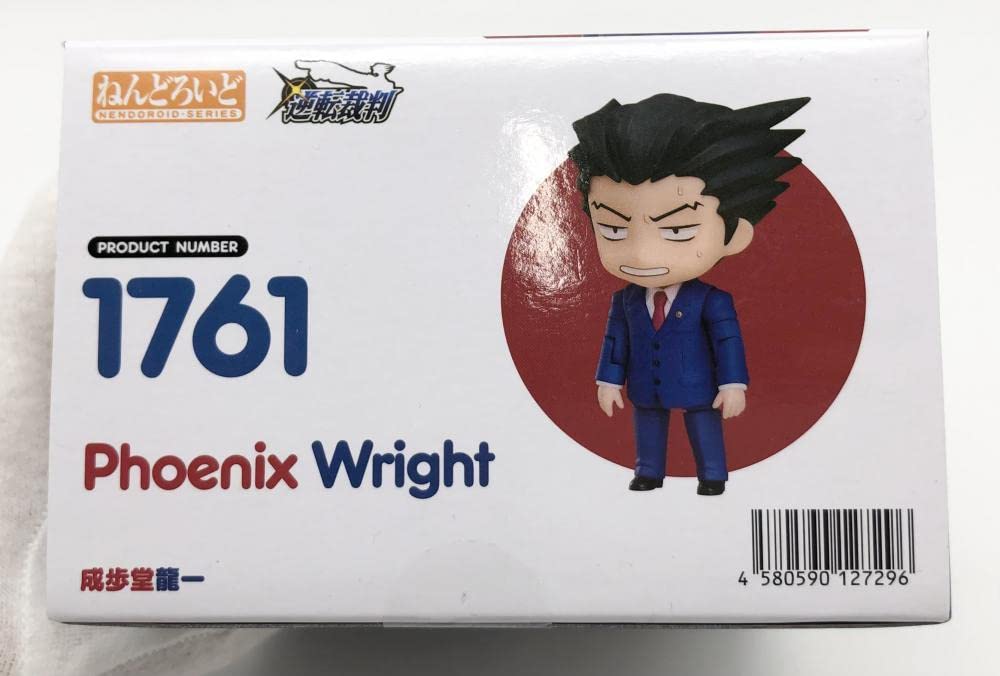 ねんどろいど
NENDOROID-SERIES
逆転裁判
PRODUCT NUMBER
1761
Phoenix Wright
成歩堂龍一
4 580590 127296